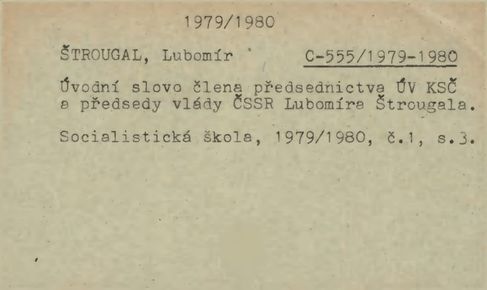 1979/1980
ŠTROUGAL, Lubomír C-555/1979-1980
Úvodní slovo člena předsednictva ÚV KSČ
a předsedy vlády ČSSR Lubomíra Štrougala.
Socialistická škola, 1979/1980, č.1, s.3.